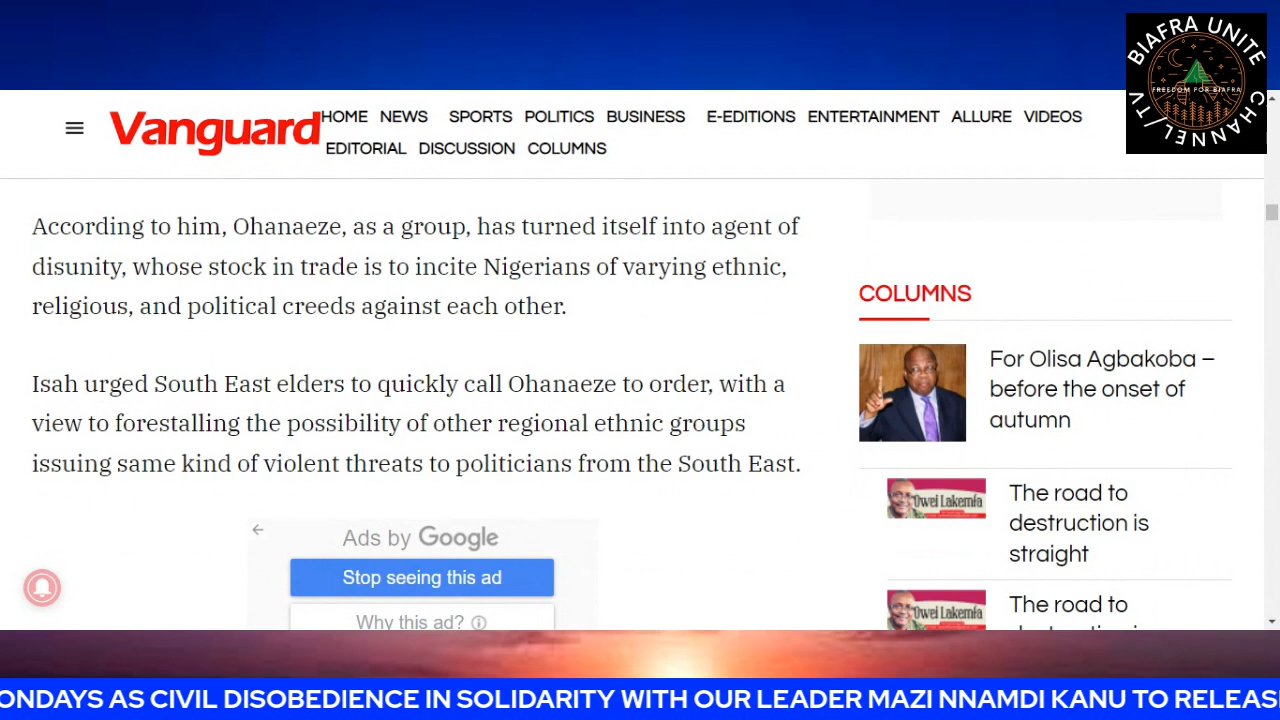 BIAFRA UNITE
FREEDOM FOR BIAFRA
CHANNEL/TV
Vanguard
HOME NEWS SPORTS POLITICS BUSINESS E-EDITIONS ENTERTAINMENT ALLURE VIDEOS
EDITORIAL DISCUSSION COLUMNS
According to him, Ohanaeze, as a group, has turned itself into agent of
disunity, whose stock in trade is to incite Nigerians of varying ethnic,
religious, and political creeds against each other.
Isah urged South East elders to quickly call Ohanaeze to order, with a
view to forestalling the possibility of other regional ethnic groups
issuing same kind of violent threats to politicians from the South East.
Ads by Google
Stop seeing this ad
Why this ad?
COLUMNS
For Olisa Agbakoba –
before the onset of
autumn
Owei Lakemfa
The road to
destruction is
straight
Owei Lakemfa
The road to
ONDAYS AS CIVIL DISOBEDIENCE IN SOLIDARITY WITH OUR LEADER MAZI NNAMDI KANU TO RELEAS